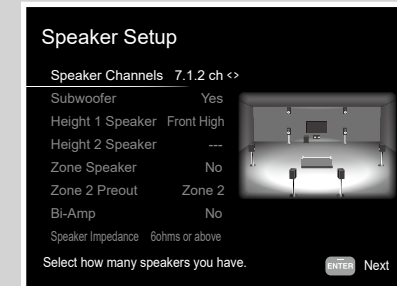 Speaker Setup
Speaker Channels 7.1.2 ch <>
Subwoofer Yes
Height 1 Speaker Front High
Height 2 Speaker ---
Zone Speaker No
Zone 2 Preout Zone 2
Bi-Amp No
Speaker Impedance 6ohms or above
Select how many speakers you have.
ENTER Next